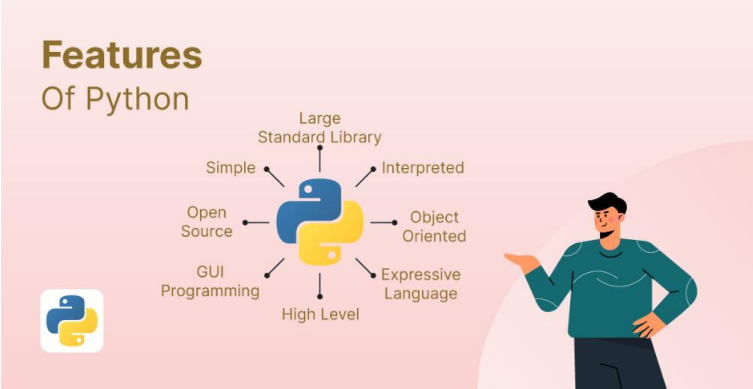 Features
Of Python
Large
Standard Library
Simple
Interpreted
Open
Source
Object
Oriented
GUI
Programming
Expressive
Language
High Level